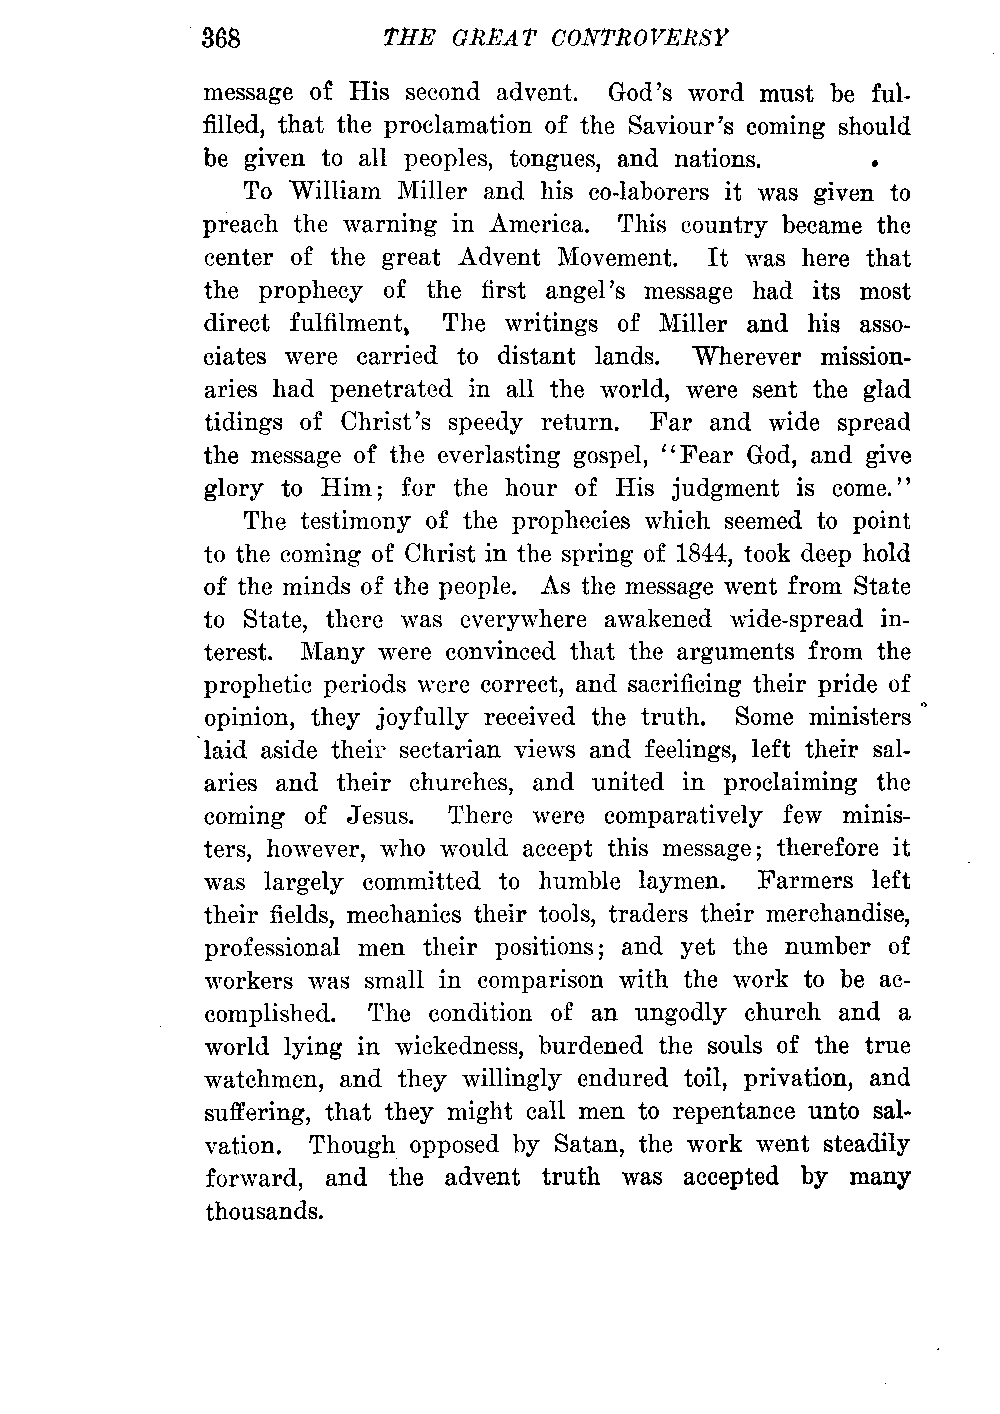 368 THE GREAT CONTROVERSY
message of His second advent. God's word must be ful-
filled, that the proclamation of the Saviour's coming should
be given to all peoples, tongues, and nations.
To William Miller and his co-laborers it was given to
preach the warning in America. This country became the
center of the great Advent Movement. It was here that
the prophecy of the first angel's message had its most
direct fulfilment, The writings of Miller and his asso-
ciates were carried to distant lands. Wherever mission-
aries had penetrated in all the world, were sent the glad
tidings of Christ's speedy return. Far and wide spread
the message of the everlasting gospel, "Fear God, and give
glory to Him; for the hour of His judgment is come."
The testimony of the prophecies which seemed to point
to the coming of Christ in the spring of 1844, took deep hold
of the minds of the people. As the message went from State
to State, there was everywhere awakened wide-spread in-
terest. Many were convinced that the arguments from the
prophetic periods were correct, and sacrificing their pride of
opinion, they joyfully received the truth. Some ministers
laid aside their sectarian views and feelings, left their sal-
aries and their churches, and united in proclaiming the
coming of Jesus. There were comparatively few minis-
ters, however, who would accept this message; therefore it
was largely committed to humble laymen. Farmers left
their fields, mechanics their tools, traders their merchandise,
professional men their positions; and yet the number of
workers was small in comparison with the work to be ac-
complished. The condition of an ungodly church and a
world lying in wickedness, burdened the souls of the true
watchmen, and they willingly endured toil, privation, and
suffering, that they might call men to repentance unto sal-
vation. Though opposed by Satan, the work went steadily
forward, and the advent truth was accepted by many
thousands.